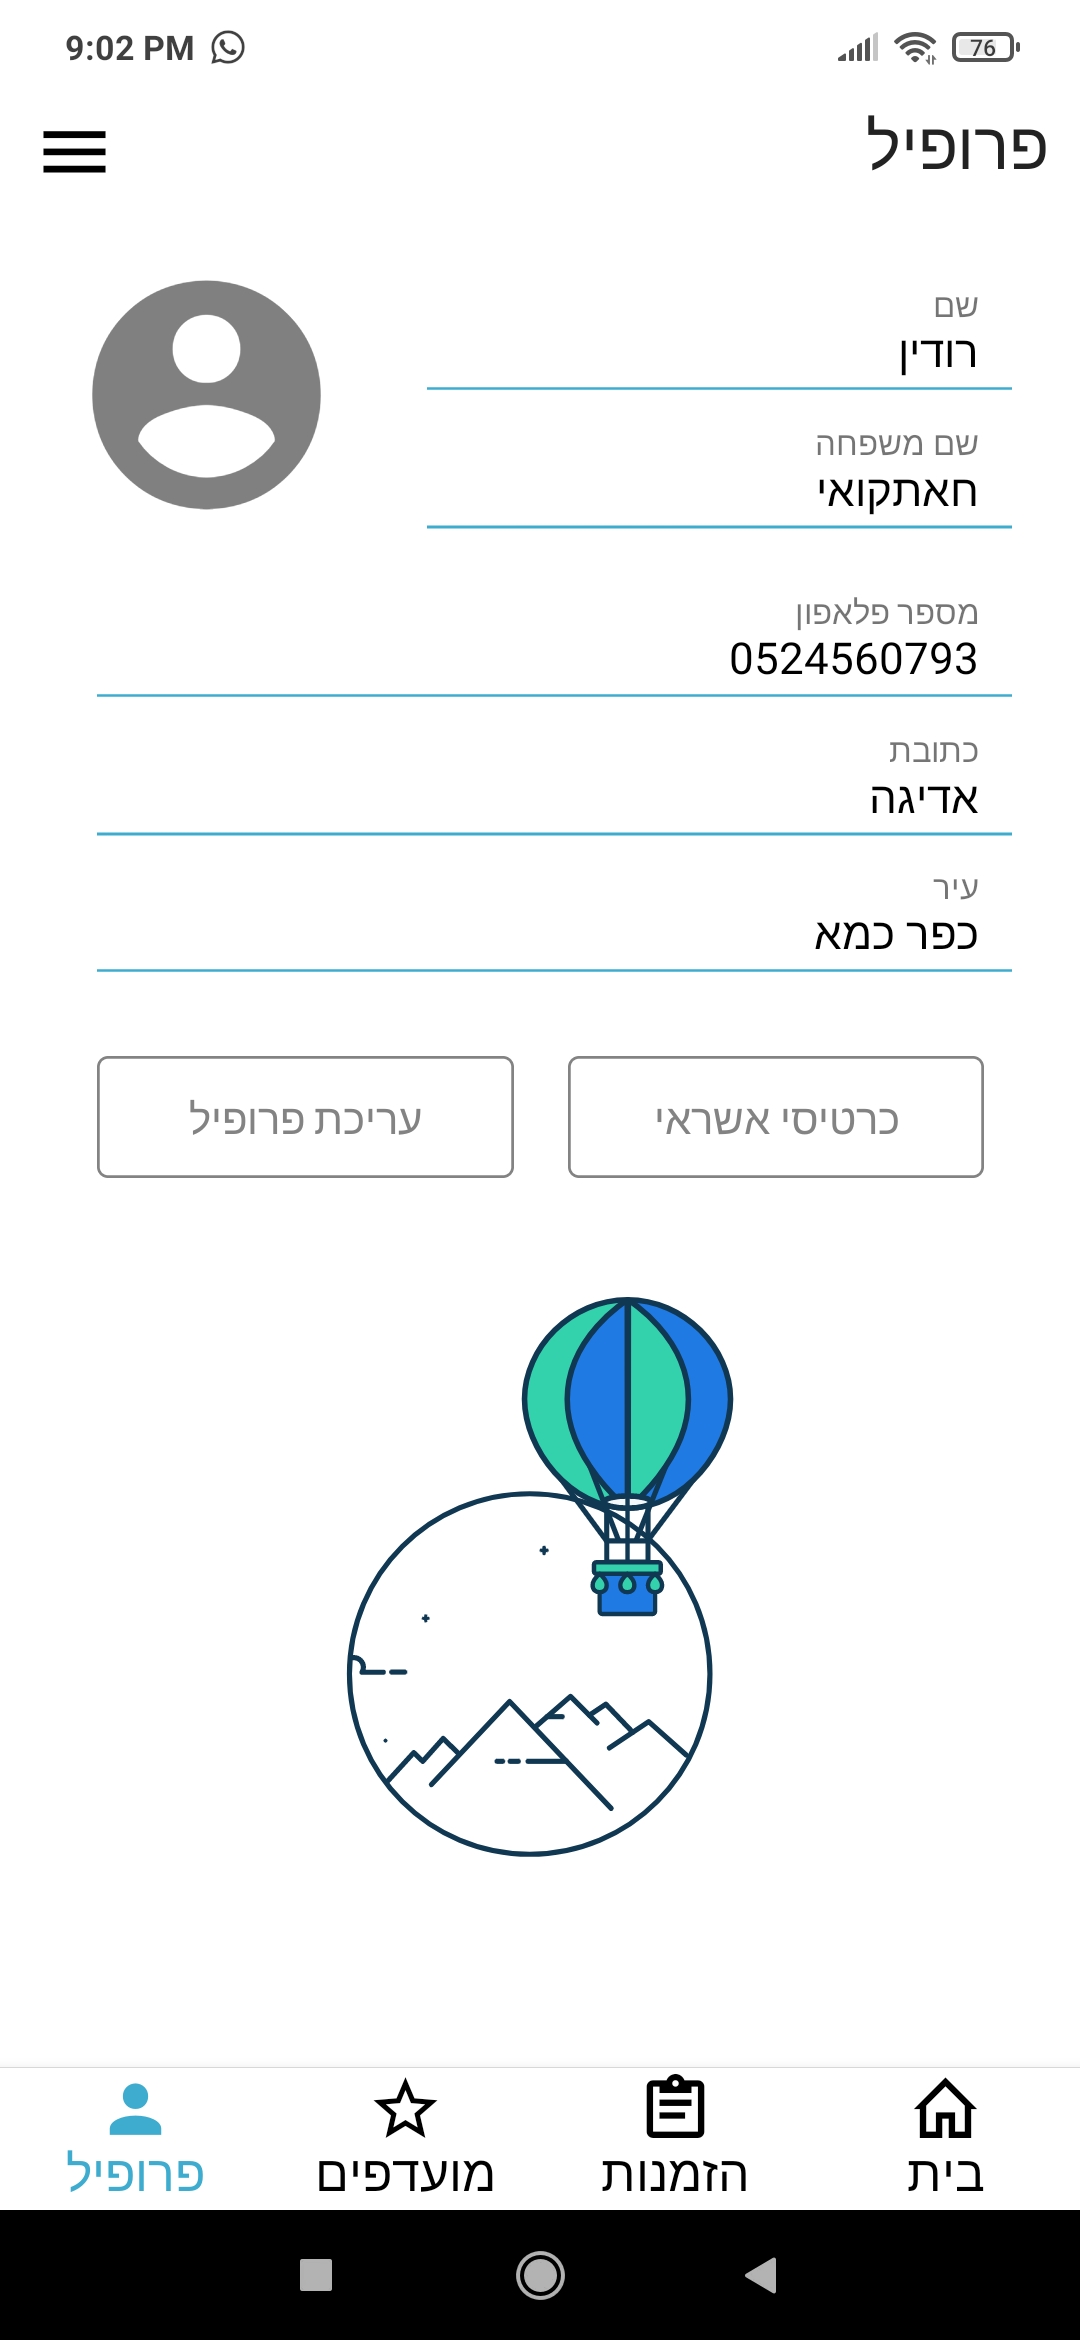 9:02 PM
76
פרופיל
שם
רודין
שם משפחה
חאתקואי
מספר פלאפון
0524560793
כתובת
אדיגה
עיר
כפר כמא
כרטיסי אשראי
עריכת פרופיל
בית
הזמנות
מועדפים
פרופיל